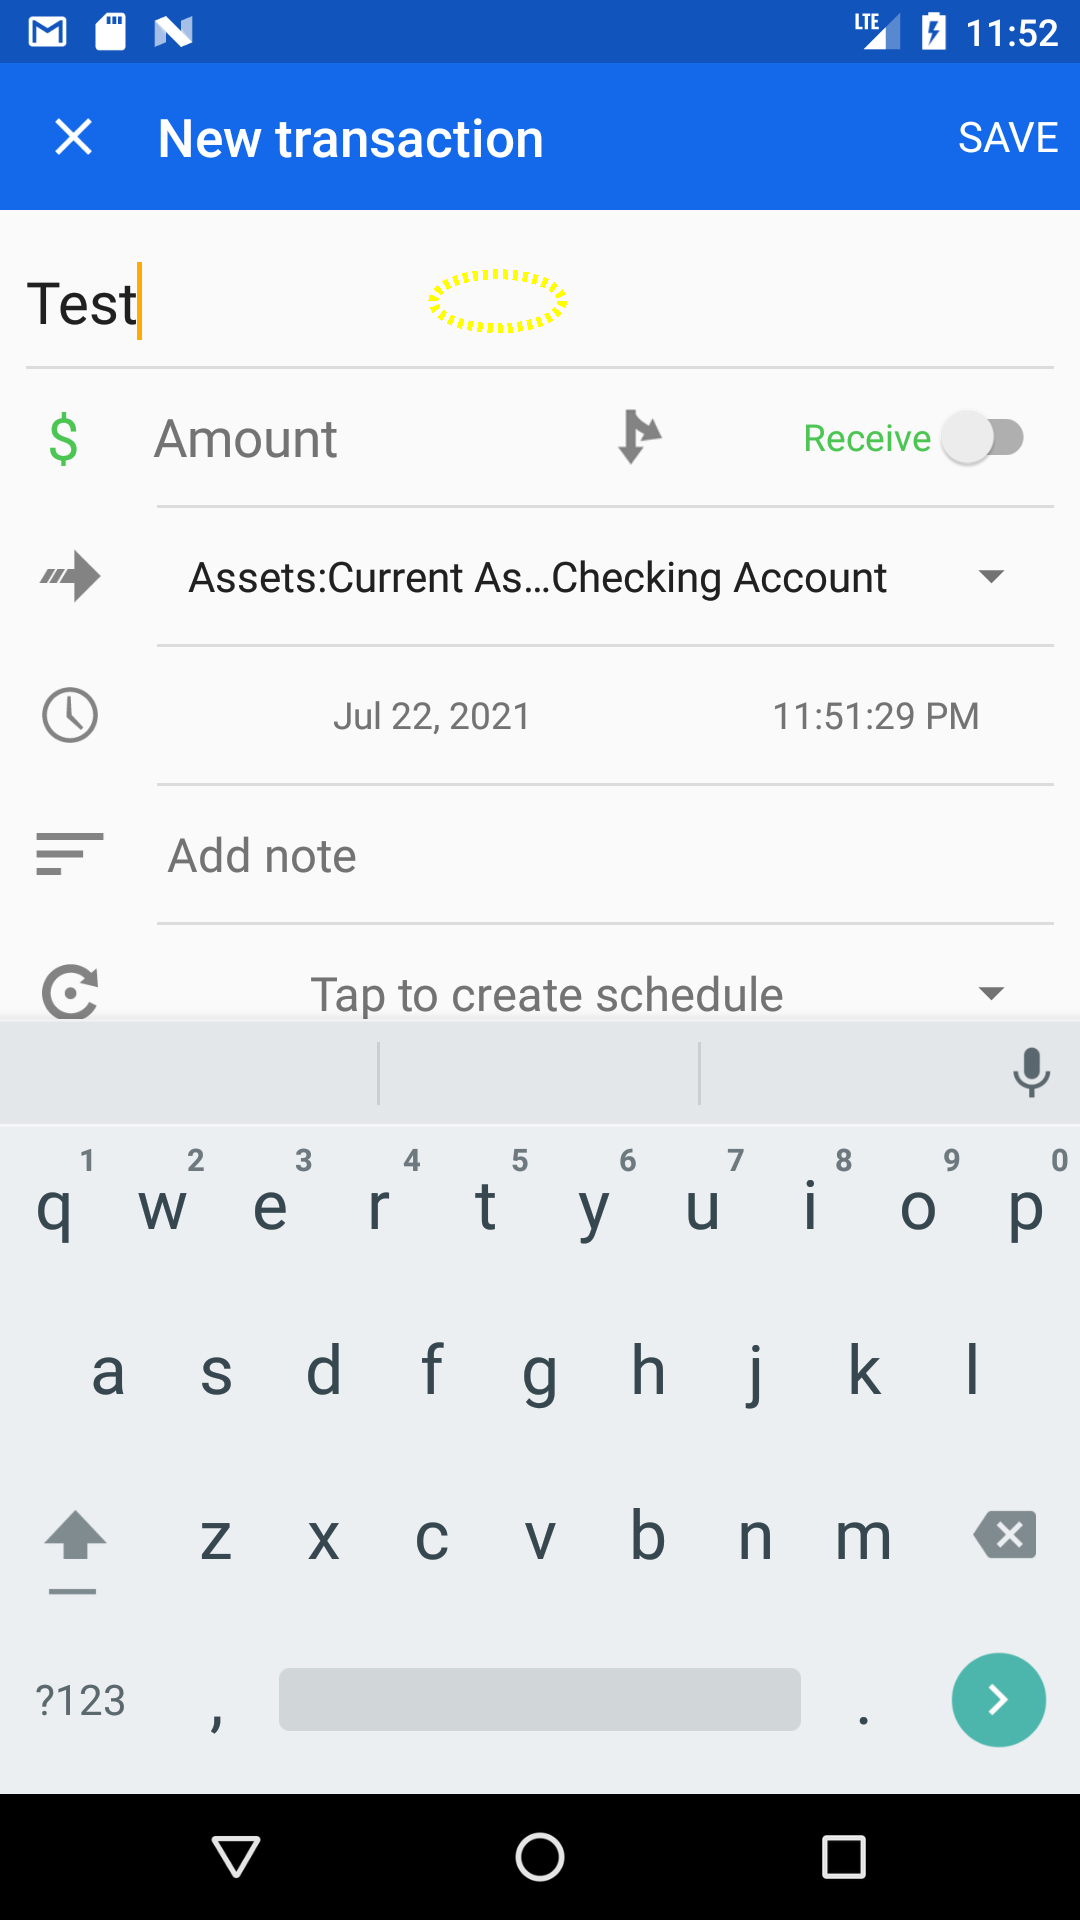 LTE 11:52
New transaction SAVE
Test
$ Amount Receive
Assets:Current As...Checking Account
Jul 22, 2021 11:51:29 PM
Add note
Tap to create schedule
1 2 3 4 5 6 7 8 9 0
q w e r t y u i o p
a s d f g h j k l
z x c v b n m
?123 , .